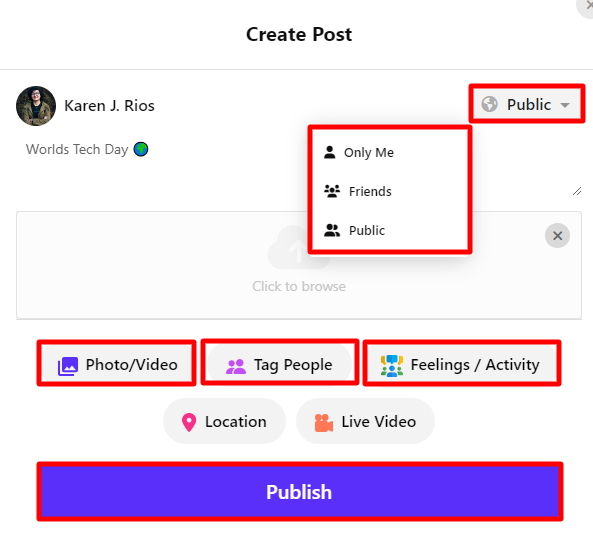 Create Post
Karen J. Rios
Public
Worlds Tech Day
Only Me
Friends
Public
Click to browse
Photo/Video
Tag People
Feelings / Activity
Location
Live Video
Publish